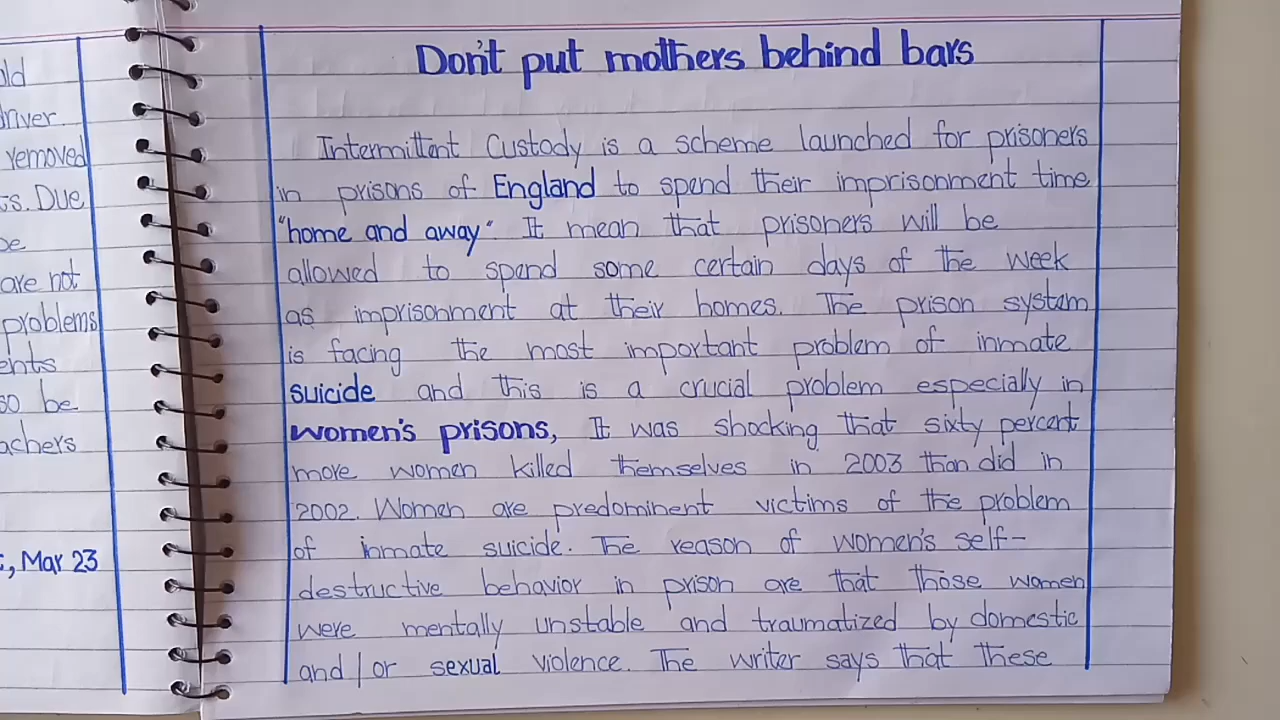 old
driver
removed
ts. Due
be
are not
problems
ents
so be
achers
, Mar 23
Don't put mothers behind bars
Intermittent Custody is a scheme launched for prisoners
in prisons of England to spend their imprisonment time
"home and away" It mean that prisoners will be
allowed to spend some certain days of the week
as imprisonment at their homes. The prison system
is facing the most important problem of inmate
suicide and this is a crucial problem especially in
women's prisons, It was shocking that sixty percent
more women killed themselves in 2003 than did in
2002. Women are predominent victims of the problem
of inmate suicide. The reason of women's self-
destructive behavior in prison are that those women
were mentally unstable and traumatized by domestic
and/or sexual violence. The writer says that these